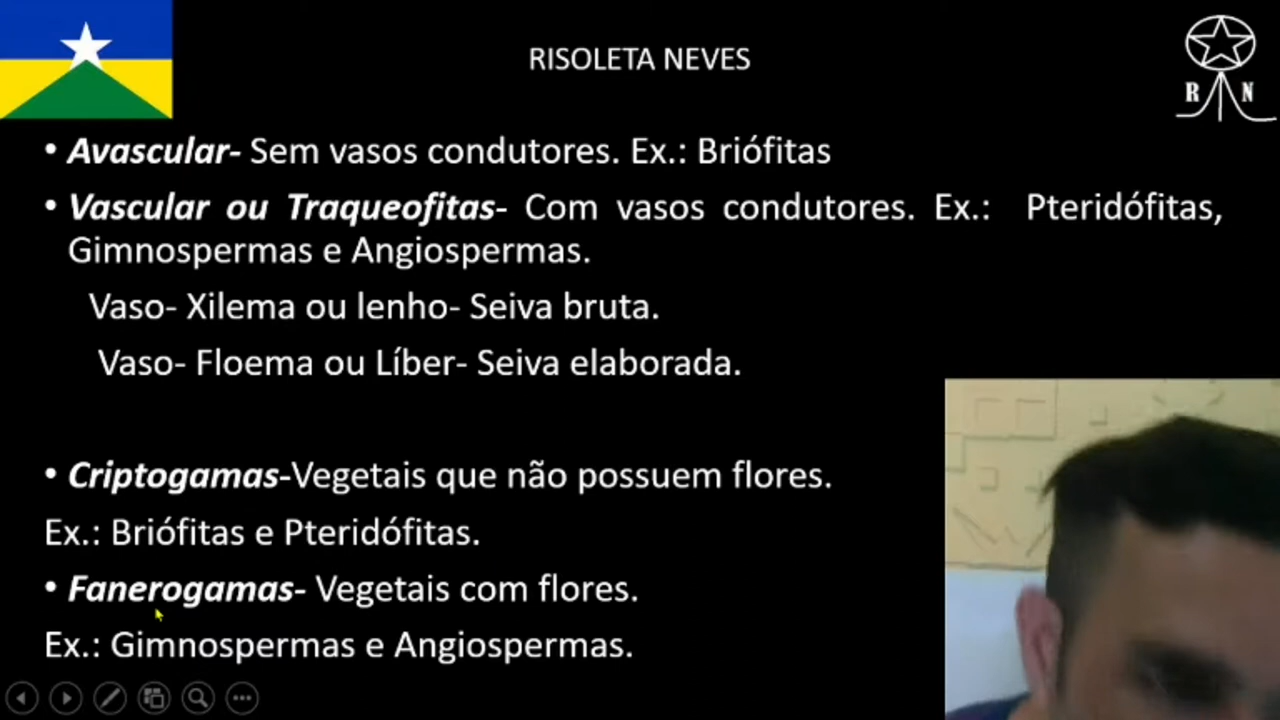 RISOLETA NEVES
R N
• Avascular- Sem vasos condutores. Ex.: Briófitas
• Vascular ou Traqueofitas- Com vasos condutores. Ex.: Pteridófitas,
Gimnospermas e Angiospermas.
Vaso- Xilema ou lenho- Seiva bruta.
Vaso- Floema ou Líber- Seiva elaborada.
• Criptogamas-Vegetais que não possuem flores.
Ex.: Briófitas e Pteridófitas.
• Fanerogamas- Vegetais com flores.
Ex.: Gimnospermas e Angiospermas.